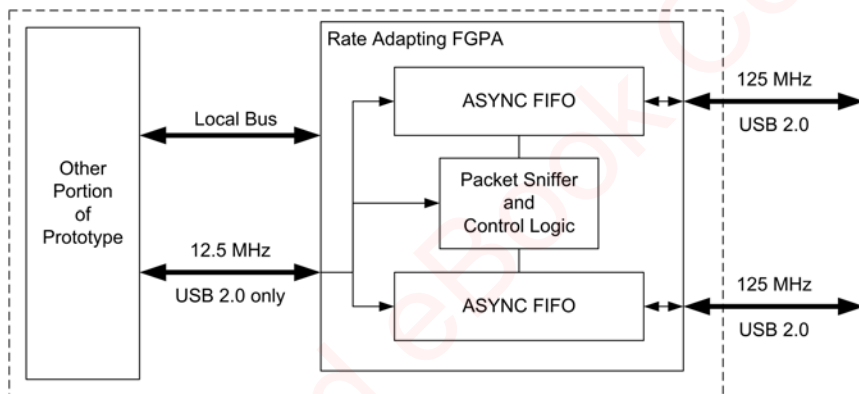 Rate Adapting FGPA
ASYNC FIFO
125 MHz
USB 2.0
Local Bus
Other
Portion
of
Prototype
Packet Sniffer
and
Control Logic
12.5 MHz
USB 2.0 only
ASYNC FIFO
125 MHz
USB 2.0